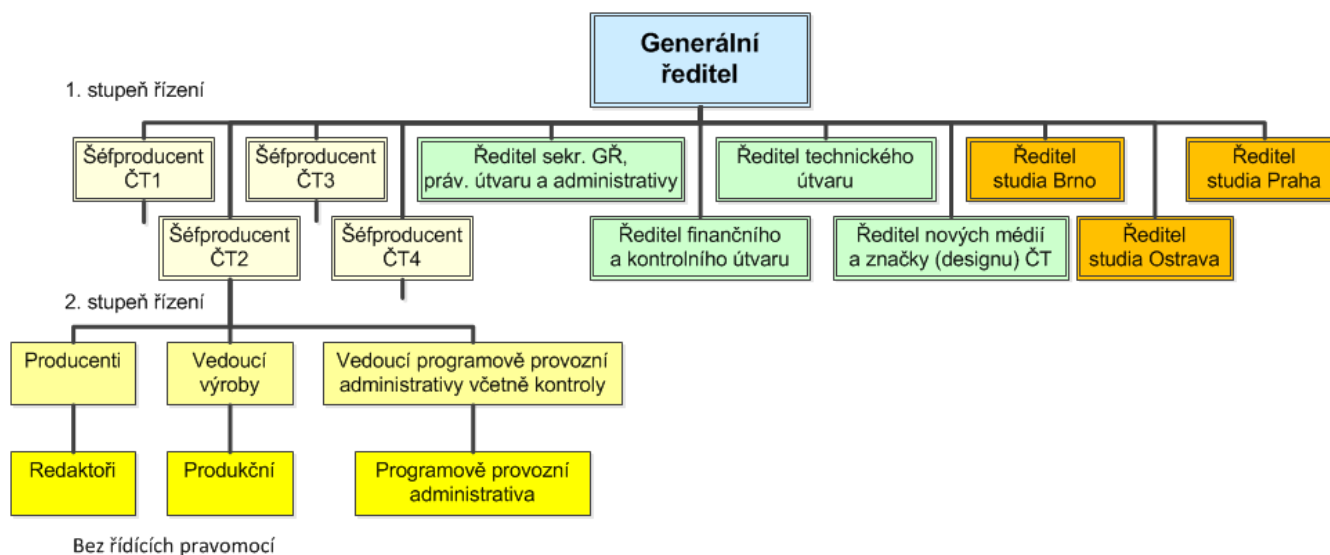 Generální
ředitel
1. stupeň řízení
Šéfproducent
ČT1
Šéfproducent
ČT3
Ředitel sekr. GŘ,
práv. útvaru a administrativy
Ředitel technického
útvaru
Ředitel
studia Brno
Ředitel
studia Praha
Šéfproducent
ČT2
Šéfproducent
ČT4
Ředitel finančního
a kontrolního útvaru
Ředitel nových médií
a značky (designu) ČT
Ředitel
studia Ostrava
2. stupeň řízení
Producenti
Vedoucí
výroby
Vedoucí programově provozní
administrativy včetně kontroly
Redaktoři
Produkční
Programově provozní
administrativa
Bez řídících pravomocí